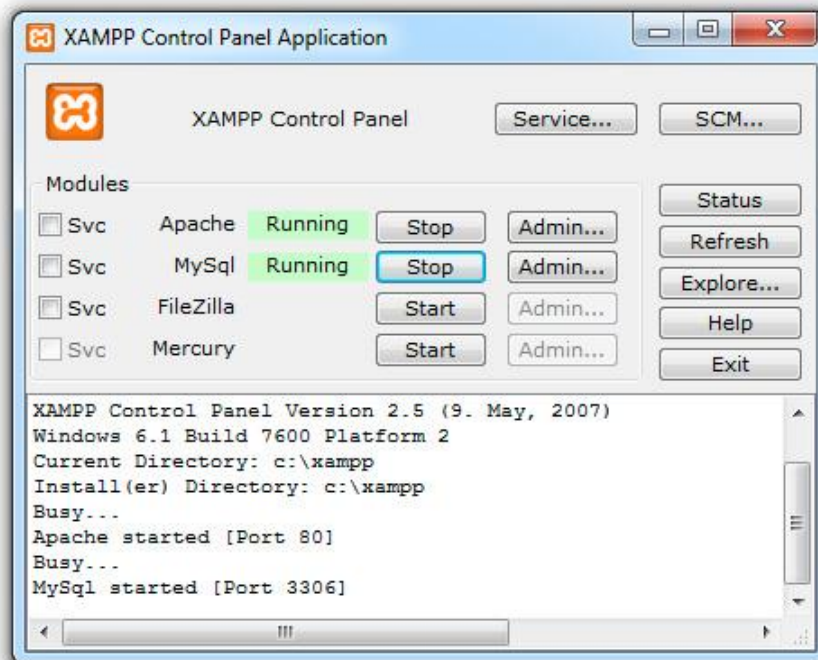 XAMPP Control Panel Application
XAMPP Control Panel Service... SCM...
Modules
Svc Apache Running Stop Admin...
Svc MySql Running Stop Admin...
Svc FileZilla Start Admin...
Svc Mercury Start Admin...
Status
Refresh
Explore...
Help
Exit
XAMPP Control Panel Version 2.5 (9. May, 2007)
Windows 6.1 Build 7600 Platform 2
Current Directory: c:\xampp
Install(er) Directory: c:\xampp
Busy...
Apache started [Port 80]
Busy...
MySql started [Port 3306]